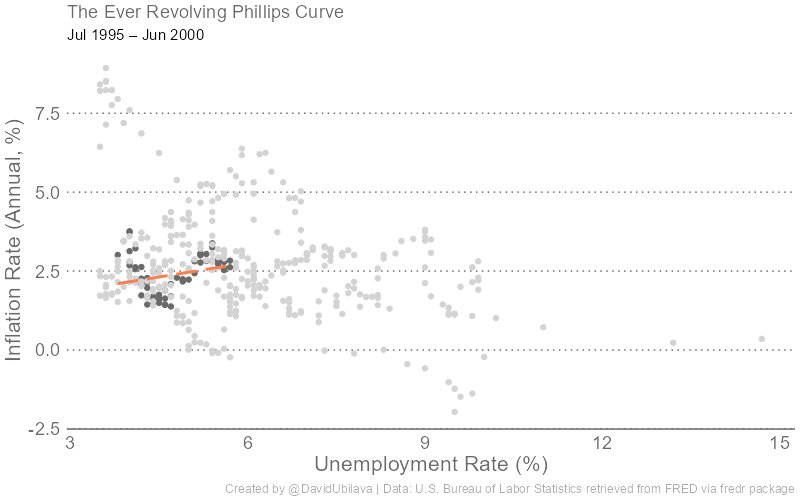 The Ever Revolving Phillips Curve
Jul 1995 – Jun 2000
Inflation Rate (Annual, %)
7.5
5.0
2.5
0.0
-2.5
3 6 9 12 15
Unemployment Rate (%)
Created by @DavidUbilava | Data: U.S. Bureau of Labor Statistics retrieved from FRED via fredr package